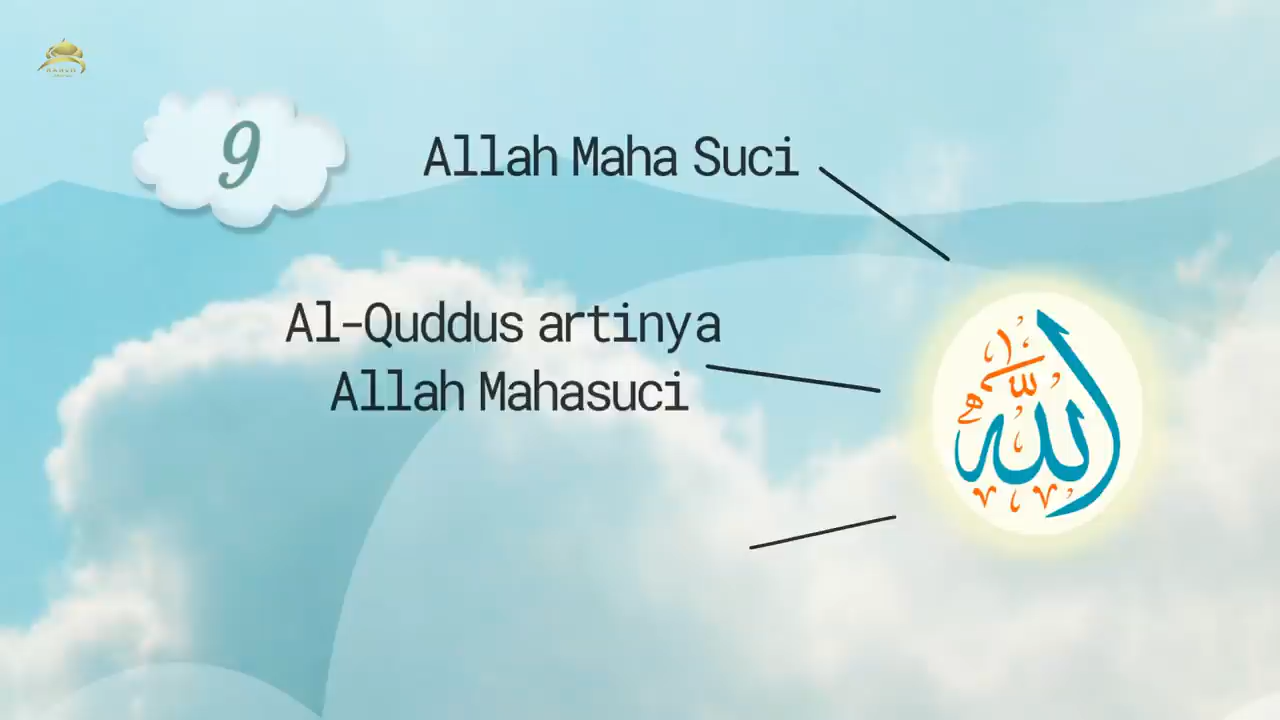 9
Allah Maha Suci
Al-Quddus artinya
Allah Mahasuci
الله